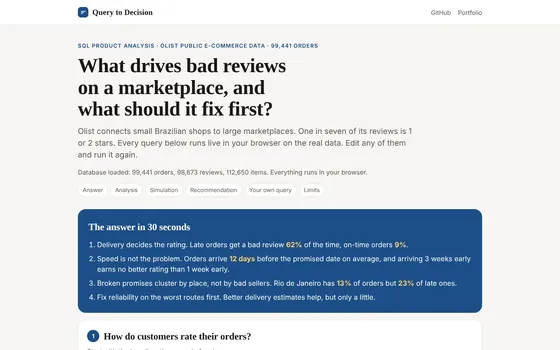 Query to Decision
GitHub Portfolio
SQL PRODUCT ANALYSIS · OLIST PUBLIC E-COMMERCE DATA · 99,441 ORDERS
What drives bad reviews
on a marketplace, and
what should it fix first?
Olist connects small Brazilian shops to large marketplaces. One in seven of its reviews is 1
or 2 stars. Every query below runs live in your browser on the real data. Edit any of them
and run it again.
Database loaded: 99,441 orders, 98,673 reviews, 112,650 items. Everything runs in your browser.
Answer Analysis Simulation Recommendation Your own query Limits
The answer in 30 seconds
1. Delivery decides the rating. Late orders get a bad review 62% of the time, on-time orders 9%.
2. Speed is not the problem. Orders arrive 12 days before the promised date on average, and arriving 3 weeks early
earns no better rating than 1 week early.
3. Broken promises cluster by place, not by bad sellers. Rio de Janeiro has 13% of orders but 23% of late ones.
4. Fix reliability on the worst routes first. Better delivery estimates help, but only a little.
1 How do customers rate their orders?